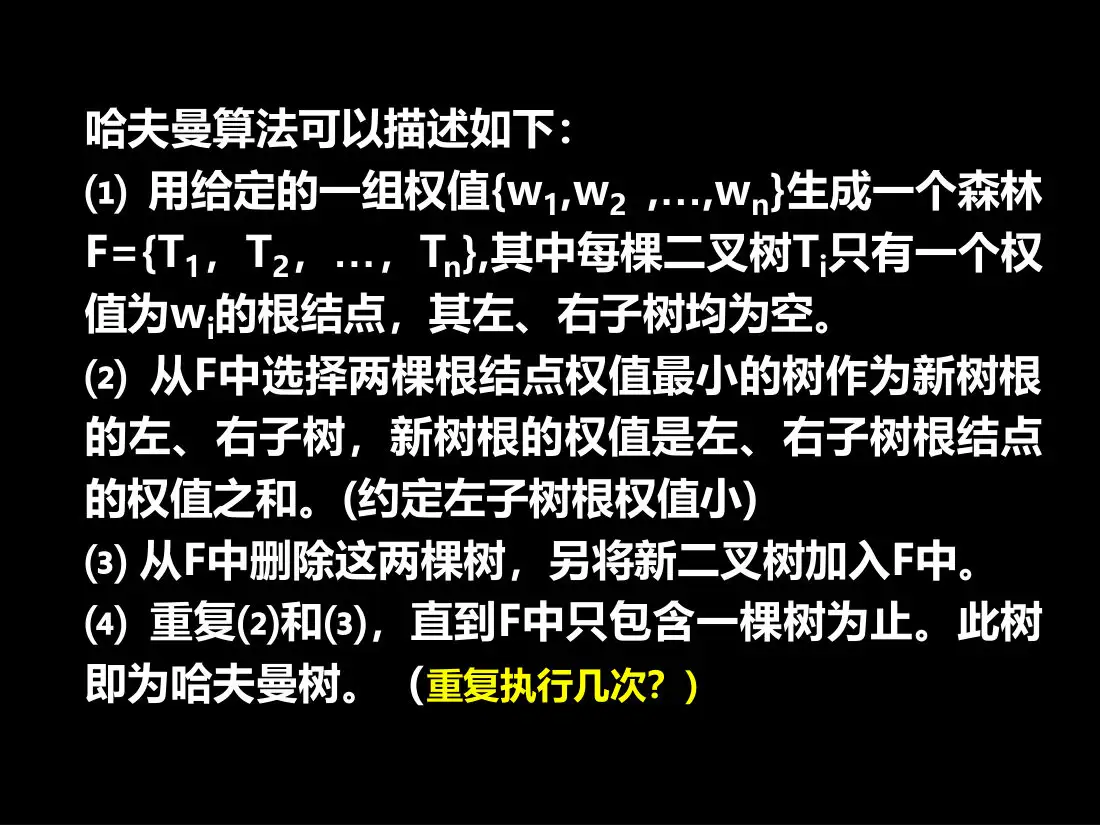 哈夫曼算法可以描述如下：
⑴ 用给定的一组权值{w1,w2 ,…,wn}生成一个森林
F={T1，T2，…，Tn},其中每棵二叉树Ti只有一个权
值为wi的根结点，其左、右子树均为空。
⑵ 从F中选择两棵根结点权值最小的树作为新树根
的左、右子树，新树根的权值是左、右子树根结点
的权值之和。(约定左子树根权值小)
⑶ 从F中删除这两棵树，另将新二叉树加入F中。
⑷ 重复⑵和⑶，直到F中只包含一棵树为止。此树
即为哈夫曼树。（重复执行几次？）